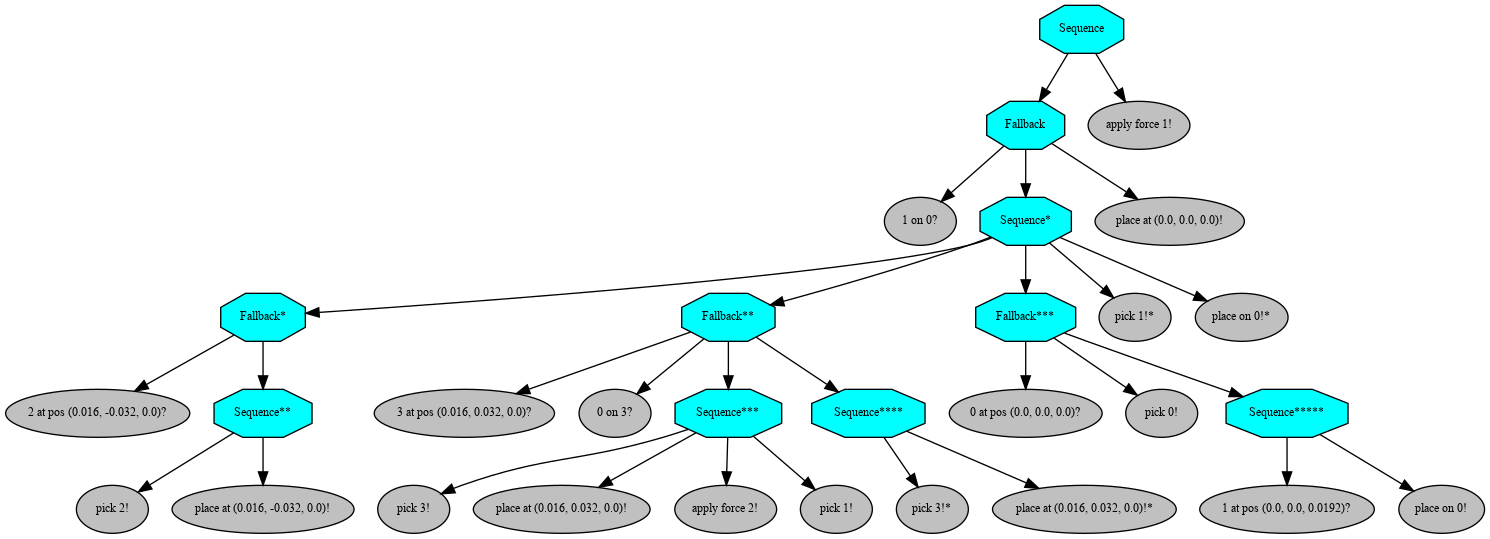 Sequence
Fallback
apply force 1!
1 on 0?
Sequence*
place at (0.0, 0.0, 0.0)!
Fallback*
Fallback**
Fallback***
pick 1!*
place on 0!*
2 at pos (0.016, -0.032, 0.0)?
Sequence**
3 at pos (0.016, 0.032, 0.0)?
0 on 3?
Sequence***
Sequence****
0 at pos (0.0, 0.0, 0.0)?
pick 0!
Sequence*****
pick 2!
place at (0.016, -0.032, 0.0)!
pick 3!
place at (0.016, 0.032, 0.0)!
apply force 2!
pick 1!
pick 3!*
place at (0.016, 0.032, 0.0)!*
1 at pos (0.0, 0.0, 0.0192)?
place on 0!